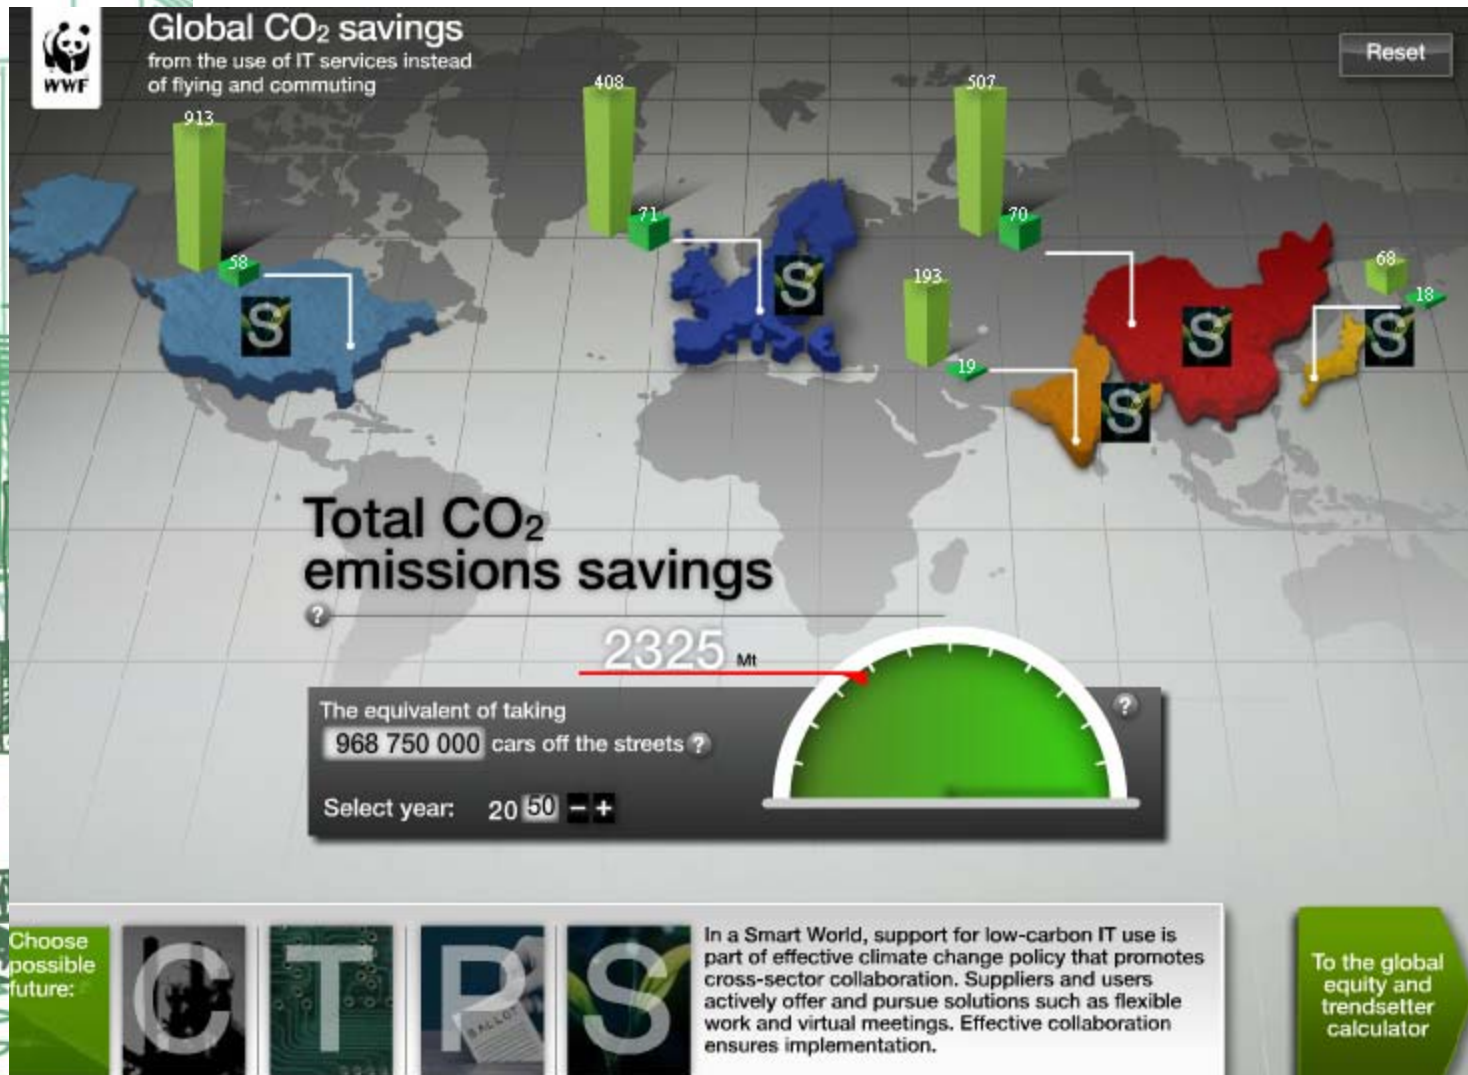 WWF
Global CO₂ savings
from the use of IT services instead
of flying and commuting
Reset
913
58
408
71
507
70
193
19
68
18
S
S
S
S
S
Total CO₂
emissions savings
?
2325 Mt
The equivalent of taking
968 750 000 cars off the streets ?
?
Select year: 20 50 - +
Choose
possible
future:
C T P S
BALLOT
In a Smart World, support for low-carbon IT use is
part of effective climate change policy that promotes
cross-sector collaboration. Suppliers and users
actively offer and pursue solutions such as flexible
work and virtual meetings. Effective collaboration
ensures implementation.
To the global
equity and
trendsetter
calculator